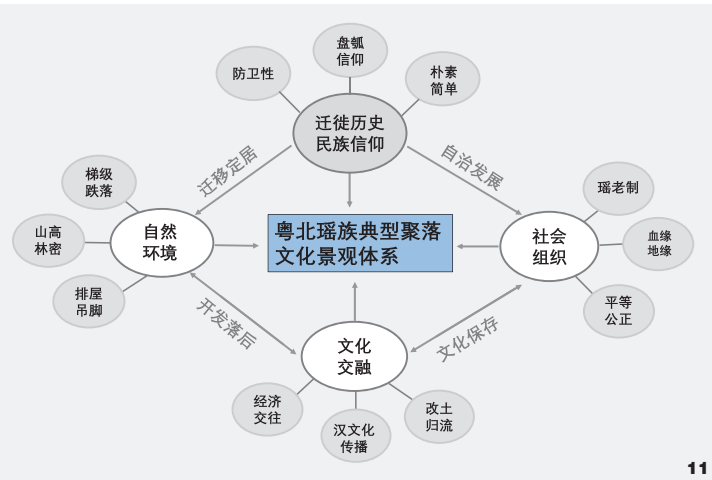 盘瓠
信仰
防卫性
朴素
简单
迁徙历史
民族信仰
迁移定居
自治发展
梯级
跌落
瑶老制
山高
林密
自然
环境
粤北瑶族典型聚落
文化景观体系
社会
组织
血缘
地缘
排屋
吊脚
平等
公正
开发落后
文化保存
文化
交融
经济
交往
汉文化
传播
改土
归流
11